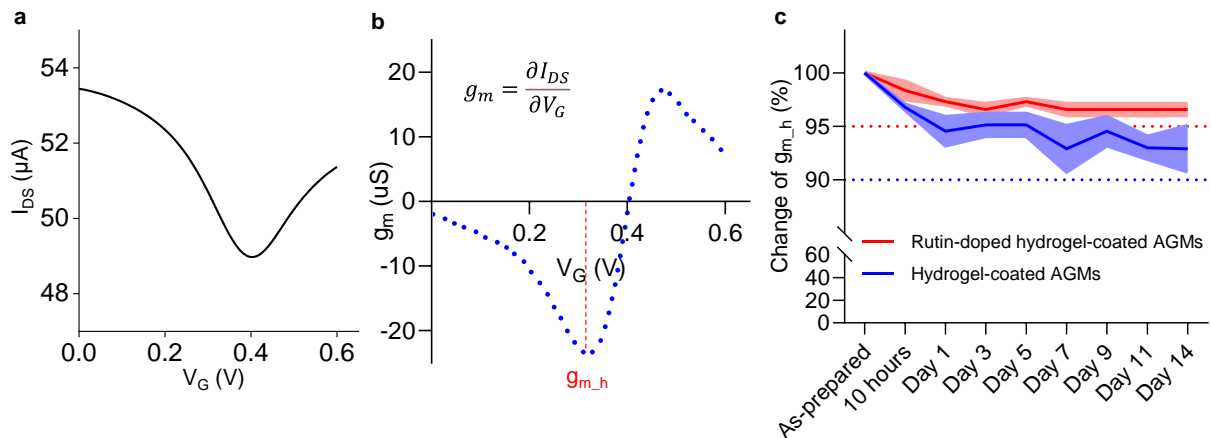 a
54
52
50
48
I_DS (µA)
0.0 0.2 0.4 0.6
V_G (V)
b
20
10
0
-10
-20
g_m (uS)
g_m = ∂I_DS / ∂V_G
0.2 0.4 0.6
V_G (V)
g_m_h
c
100
95
90
60
40
20
0
Change of g_m_h (%)
Rutin-doped hydrogel-coated AGMs
Hydrogel-coated AGMs
As-prepared
10 hours
Day 1
Day 3
Day 5
Day 7
Day 9
Day 11
Day 14